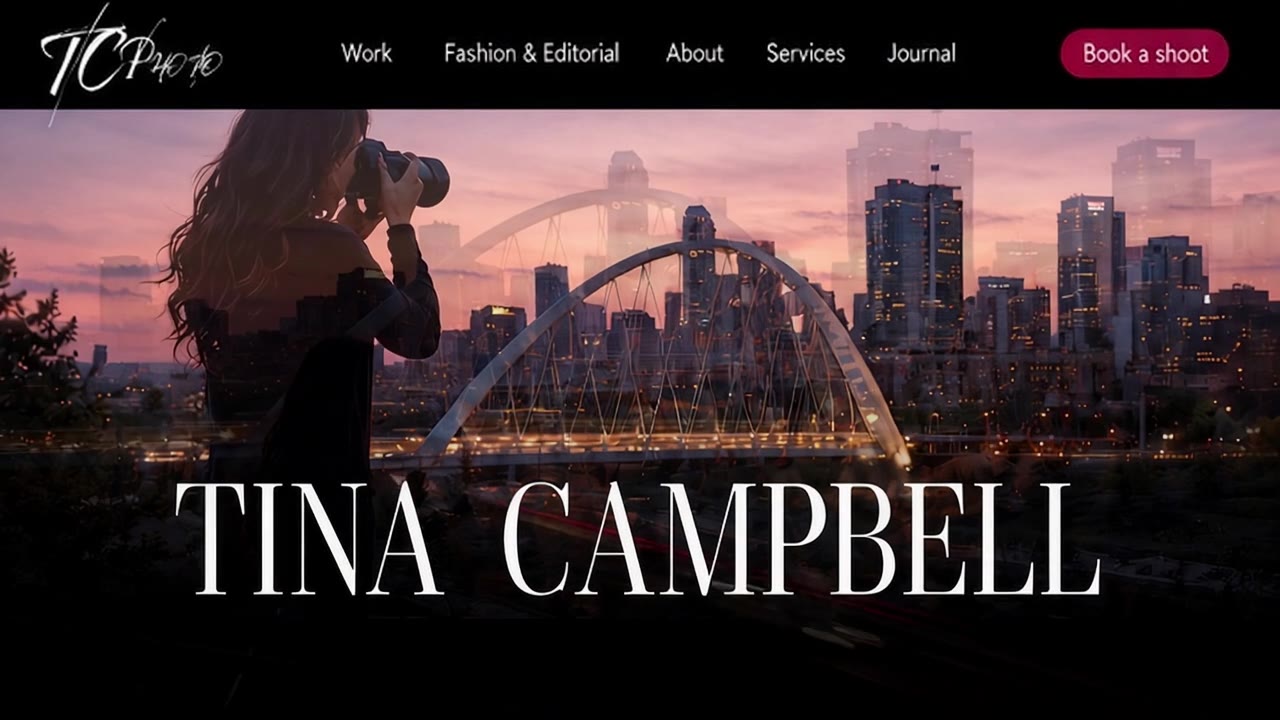 TCPHOTO
Work
Fashion & Editorial
About
Services
Journal
Book a shoot
TINA CAMPBELL